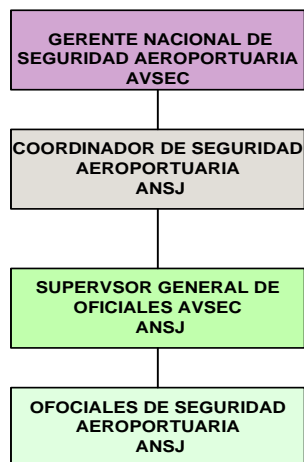 GERENTE NACIONAL DE
SEGURIDAD AEROPORTUARIA
AVSEC
COORDINADOR DE SEGURIDAD
AEROPORTUARIA
ANSJ
SUPERVSOR GENERAL DE
OFICIALES AVSEC
ANSJ
OFOCIALES DE SEGURIDAD
AEROPORTUARIA
ANSJ